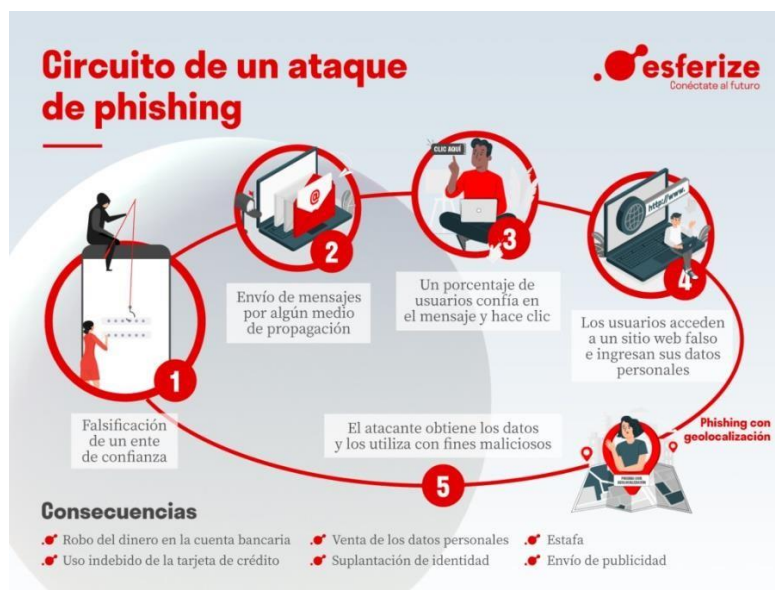 Circuito de un ataque
de phishing
esferize
Conéctate al futuro
CLIC AQUÍ
http://www.
@
1
2
3
4
5
Falsificación
de un ente
de confianza
Envío de mensajes
por algún medio
de propagación
Un porcentaje de
usuarios confía en
el mensaje y hace clic
Los usuarios acceden
a un sitio web falso
e ingresan sus datos
personales
El atacante obtiene los datos
y los utiliza con fines maliciosos
Phishing con
geolocalización
Consecuencias
Robo del dinero en la cuenta bancaria
Uso indebido de la tarjeta de crédito
Venta de los datos personales
Suplantación de identidad
Estafa
Envío de publicidad